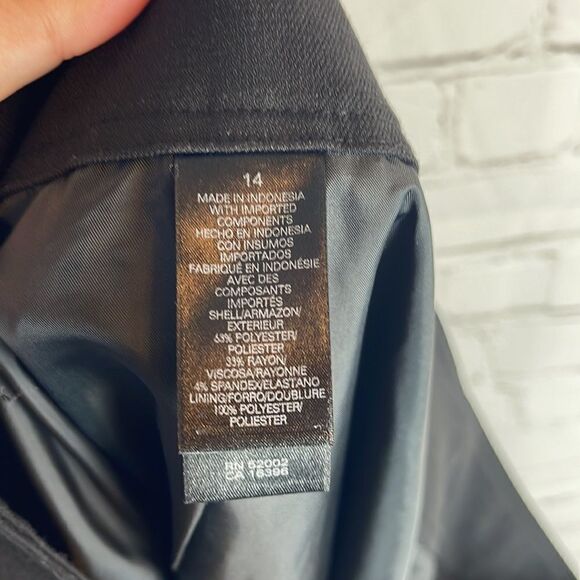 14
MADE IN INDONESIA
WITH IMPORTED
COMPONENTS
HECHO EN INDONESIA
CON INSUMOS
IMPORTADOS
FABRIQUÉ EN INDONÉSIE
AVEC DES
COMPOSANTS
IMPORTÉS
SHELL/ARMAZON/
EXTERIEUR
63% POLYESTER/
POLIESTER
33% RAYON/
VISCOSA/RAYONNE
4% SPANDEX/ELASTANO
LINING/FORRO/DOUBLURE
100% POLYESTER/
POLIESTER
RN 52002
CA 16396